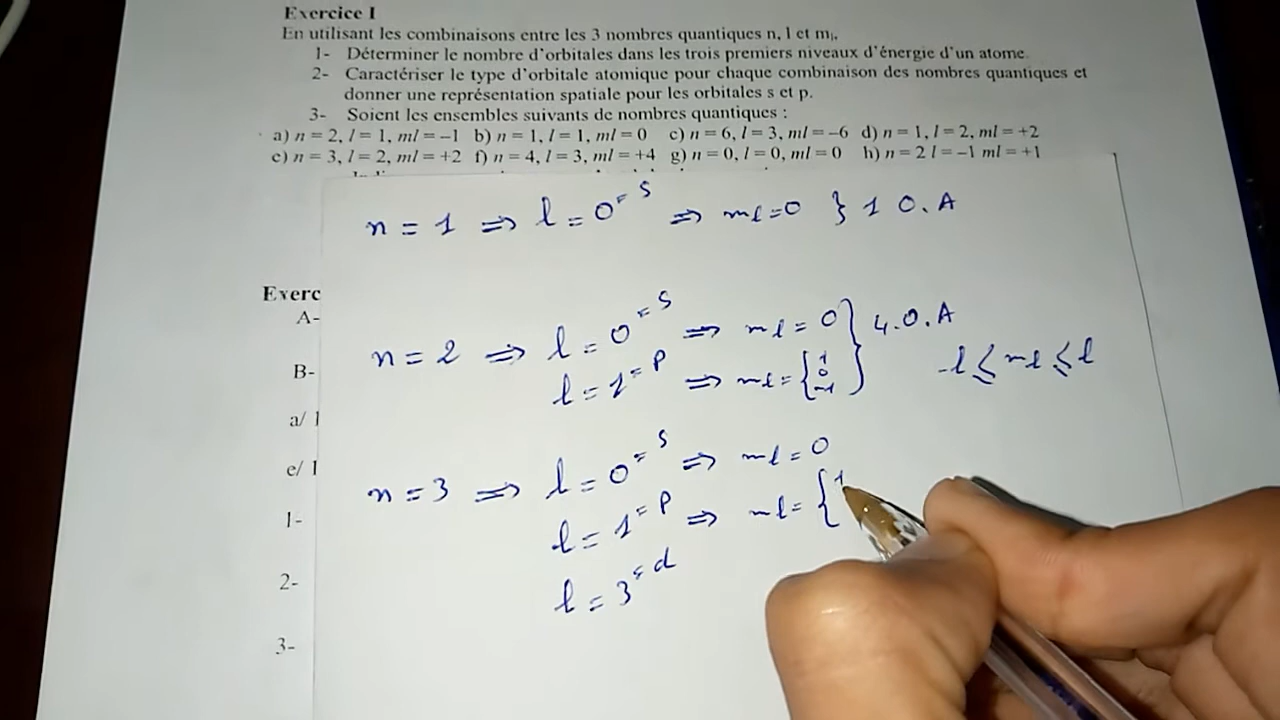 Exercice I
En utilisant les combinaisons entre les 3 nombres quantiques n, l et ml,
1- Déterminer le nombre d'orbitales dans les trois premiers niveaux d'énergie d'un atome.
2- Caractériser le type d'orbitale atomique pour chaque combinaison des nombres quantiques et
donner une représentation spatiale pour les orbitales s et p.
3- Soient les ensembles suivants de nombres quantiques :
a) n = 2, l = 1, ml = −1 b) n = 1, l = 1, ml = 0 c) n = 6, l = 3, ml = −6 d) n = 1, l = 2, ml = +2
e) n = 3, l = 2, ml = +2 f) n = 4, l = 3, ml = +4 g) n = 0, l = 0, ml = 0 h) n = 2 l = −1 ml = +1
n = 1 ⇒ l = 0 = s ⇒ ml = 0 } 1 O.A
Exerc
A-
n = 2 ⇒ l = 0 = s ⇒ ml = 0 } 4.O.A
B- l = 1 = P ⇒ ml = { 1 0 -1 -l ≤ ml ≤ l
a/ 1
e/ I n = 3 ⇒ l = 0 = s ⇒ ml = 0
1- l = 1 = P ⇒ ml = { 1
2- l = 3 = d
3-